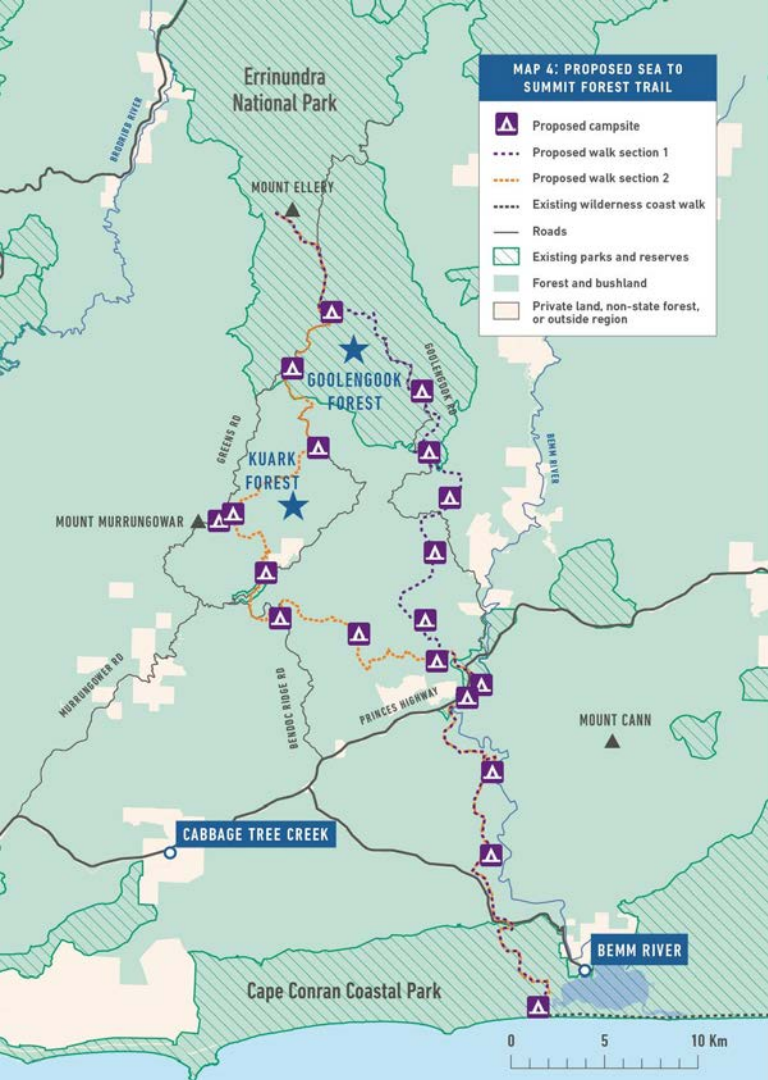 MAP 4: PROPOSED SEA TO
SUMMIT FOREST TRAIL
Proposed campsite
Proposed walk section 1
Proposed walk section 2
Existing wilderness coast walk
Roads
Existing parks and reserves
Forest and bushland
Private land, non-state forest,
or outside region
Errinundra
National Park
BRODRIBB RIVER
MOUNT ELLERY
GOOLENGOOK RD
GOOLENGOOK
FOREST
GREENS RD
KUARK
FOREST
BEMM RIVER
MOUNT MURRUNGOWAR
MURRUNGOWER RD
BENDOC RIDGE RD
PRINCES HIGHWAY
MOUNT CANN
CABBAGE TREE CREEK
BEMM RIVER
Cape Conran Coastal Park
0 5 10 Km